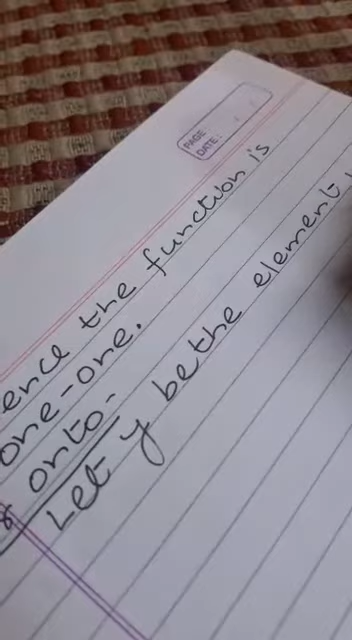 PAGE
DATE:
ence the function is
one-one.
onto-
Let y be the element